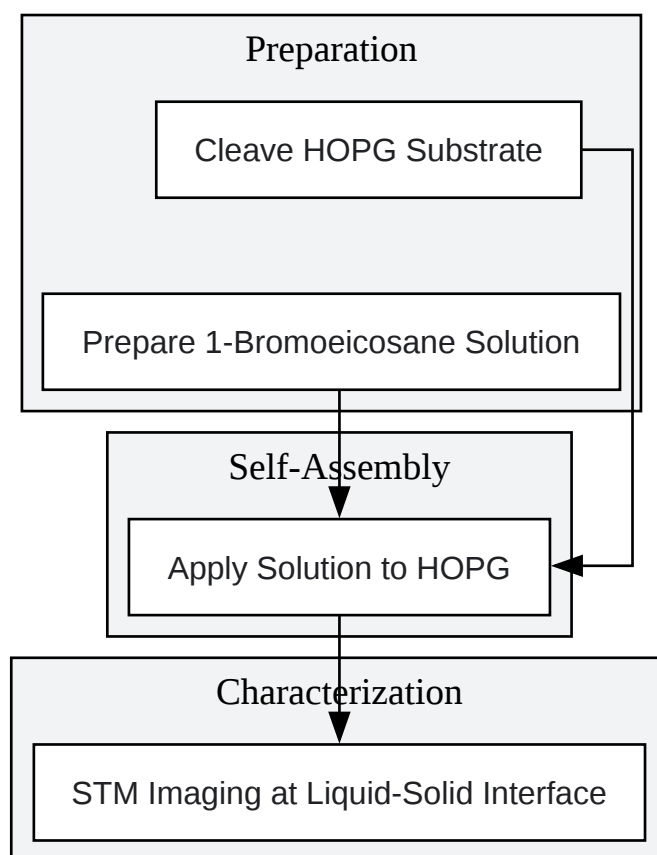 Preparation
Cleave HOPG Substrate
Prepare 1-Bromoeicosane Solution
Self-Assembly
Apply Solution to HOPG
Characterization
STM Imaging at Liquid-Solid Interface